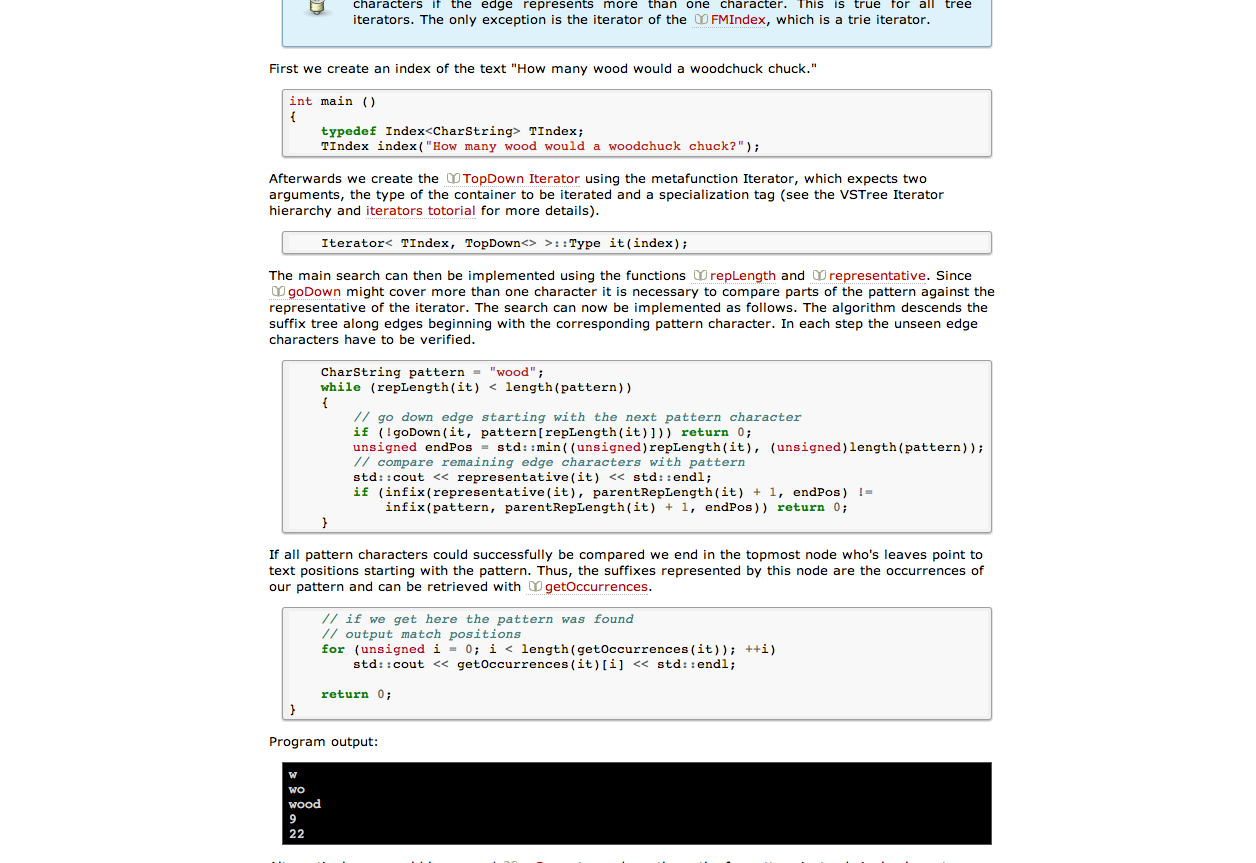 characters if the edge represents more than one character. This is true for all tree
iterators. The only exception is the iterator of the FMIndex, which is a trie iterator.
First we create an index of the text "How many wood would a woodchuck chuck."
int main ()
{
    typedef Index<CharString> TIndex;
    TIndex index("How many wood would a woodchuck chuck?");
Afterwards we create the TopDown Iterator using the metafunction Iterator, which expects two
arguments, the type of the container to be iterated and a specialization tag (see the VSTree Iterator
hierarchy and iterators totorial for more details).
    Iterator< TIndex, TopDown<> >::Type it(index);
The main search can then be implemented using the functions repLength and representative. Since
goDown might cover more than one character it is necessary to compare parts of the pattern against the
representative of the iterator. The search can now be implemented as follows. The algorithm descends the
suffix tree along edges beginning with the corresponding pattern character. In each step the unseen edge
characters have to be verified.
    CharString pattern = "wood";
    while (repLength(it) < length(pattern))
    {
        // go down edge starting with the next pattern character
        if (!goDown(it, pattern[repLength(it)])) return 0;
        unsigned endPos = std::min((unsigned)repLength(it), (unsigned)length(pattern));
        // compare remaining edge characters with pattern
        std::cout << representative(it) << std::endl;
        if (infix(representative(it), parentRepLength(it) + 1, endPos) !=
            infix(pattern, parentRepLength(it) + 1, endPos)) return 0;
    }
If all pattern characters could successfully be compared we end in the topmost node who's leaves point to
text positions starting with the pattern. Thus, the suffixes represented by this node are the occurrences of
our pattern and can be retrieved with getOccurrences.
    // if we get here the pattern was found
    // output match positions
    for (unsigned i = 0; i < length(getOccurrences(it)); ++i)
        std::cout << getOccurrences(it)[i] << std::endl;
    return 0;
}
Program output:
w
wo
wood
9
22